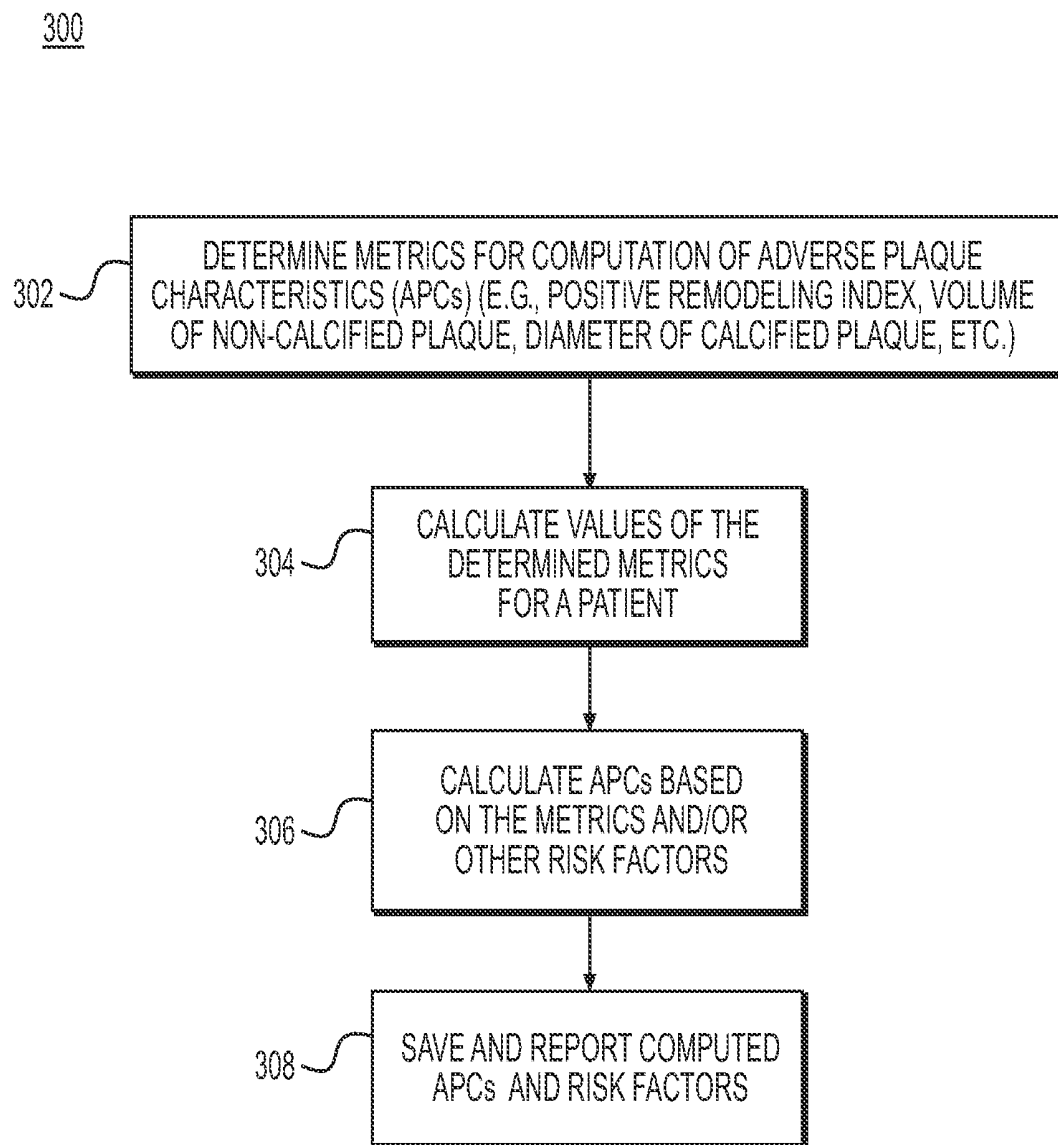 300
302
DETERMINE METRICS FOR COMPUTATION OF ADVERSE PLAQUE
CHARACTERISTICS (APCs) (E.G., POSITIVE REMODELING INDEX, VOLUME
OF NON-CALCIFIED PLAQUE, DIAMETER OF CALCIFIED PLAQUE, ETC.)
304
CALCULATE VALUES OF THE
DETERMINED METRICS
FOR A PATIENT
306
CALCULATE APCs BASED
ON THE METRICS AND/OR
OTHER RISK FACTORS
308
SAVE AND REPORT COMPUTED
APCs AND RISK FACTORS